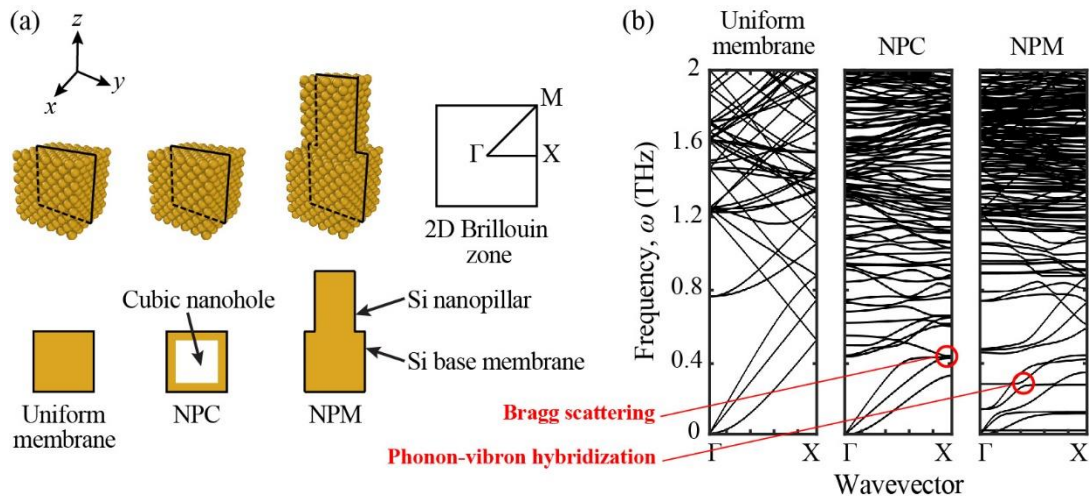 (a)
z
y
x
M
Γ
X
2D Brillouin
zone
Cubic nanohole
Si nanopillar
Si base membrane
Uniform
membrane
NPC
NPM
(b)
Uniform
membrane
NPC
NPM
Frequency, ω (THz)
2
1.6
1.2
0.8
0.4
0
Bragg scattering
Phonon-vibron hybridization
Γ X Γ X Γ X
Wavevector